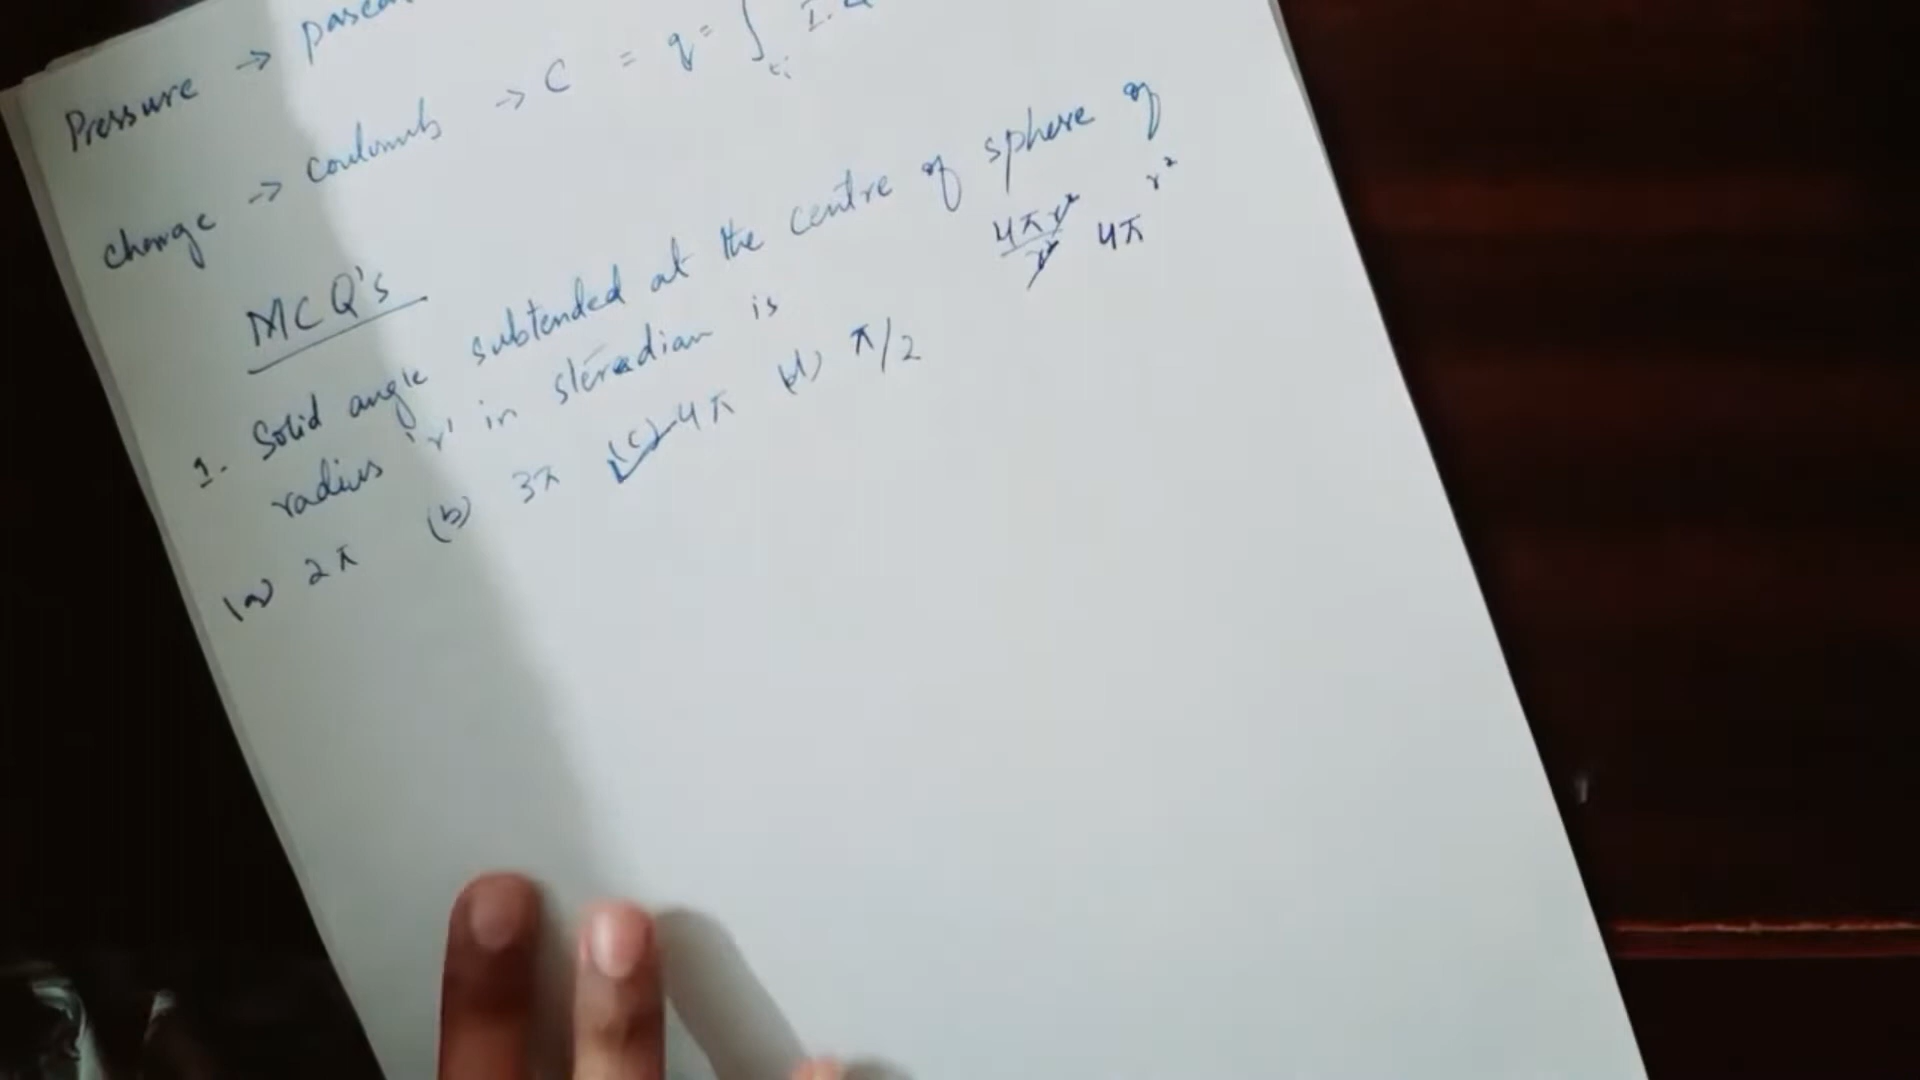 Pressure →
charge → coulomb → C = q = ∫
MCQ's
1. Solid angle subtended at the centre of sphere of
radius 'r' in steradian is
4πr²/r² 4π r²
(a) 2π (b) 3π (c) 4π (d) π/2